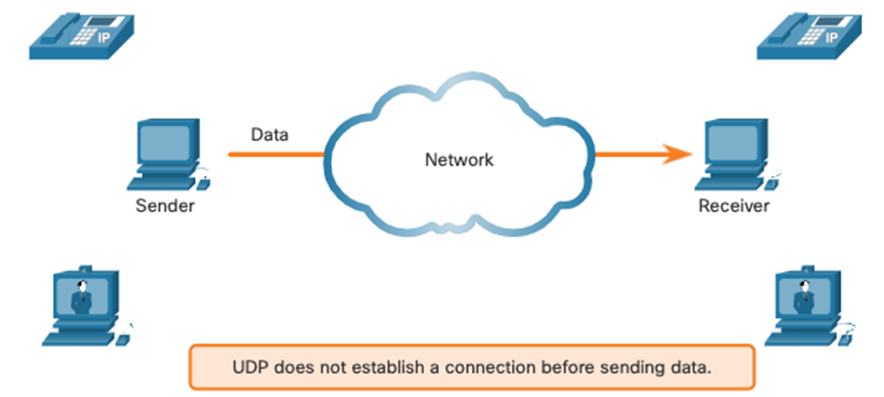 IP
IP
Data
Network
Sender
Receiver
UDP does not establish a connection before sending data.